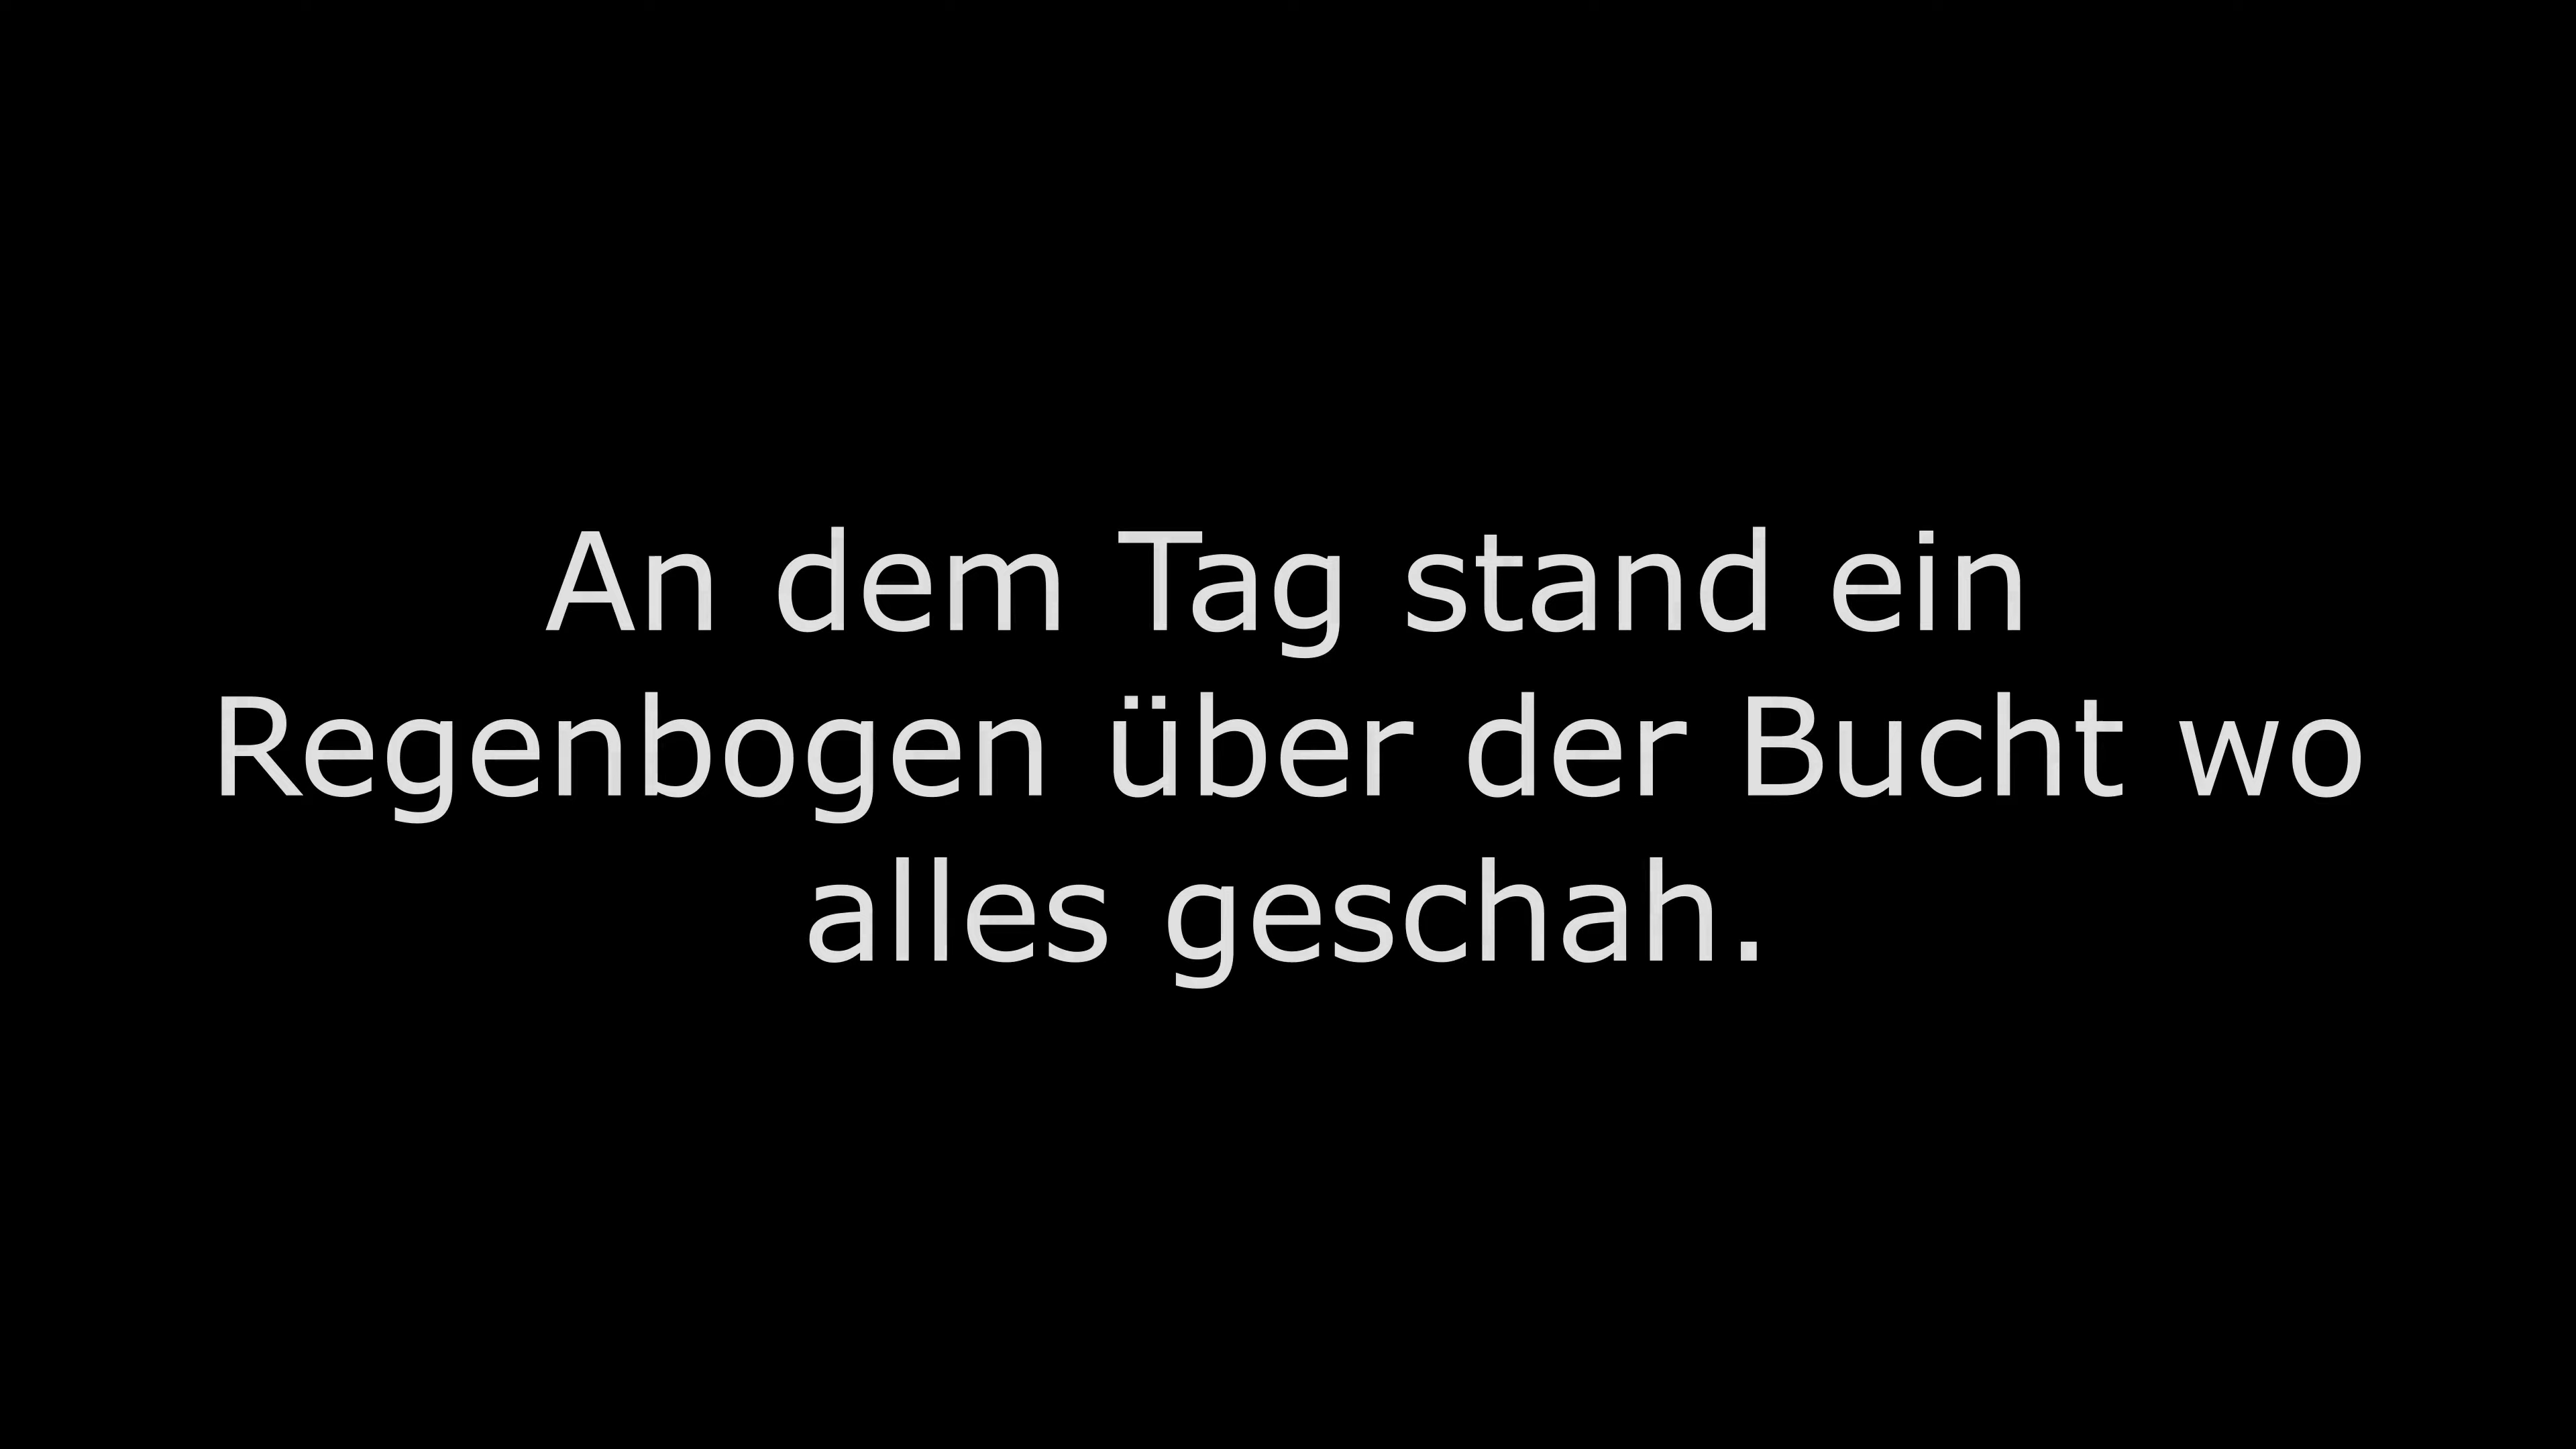 An dem Tag stand ein
Regenbogen über der Bucht wo
alles geschah.